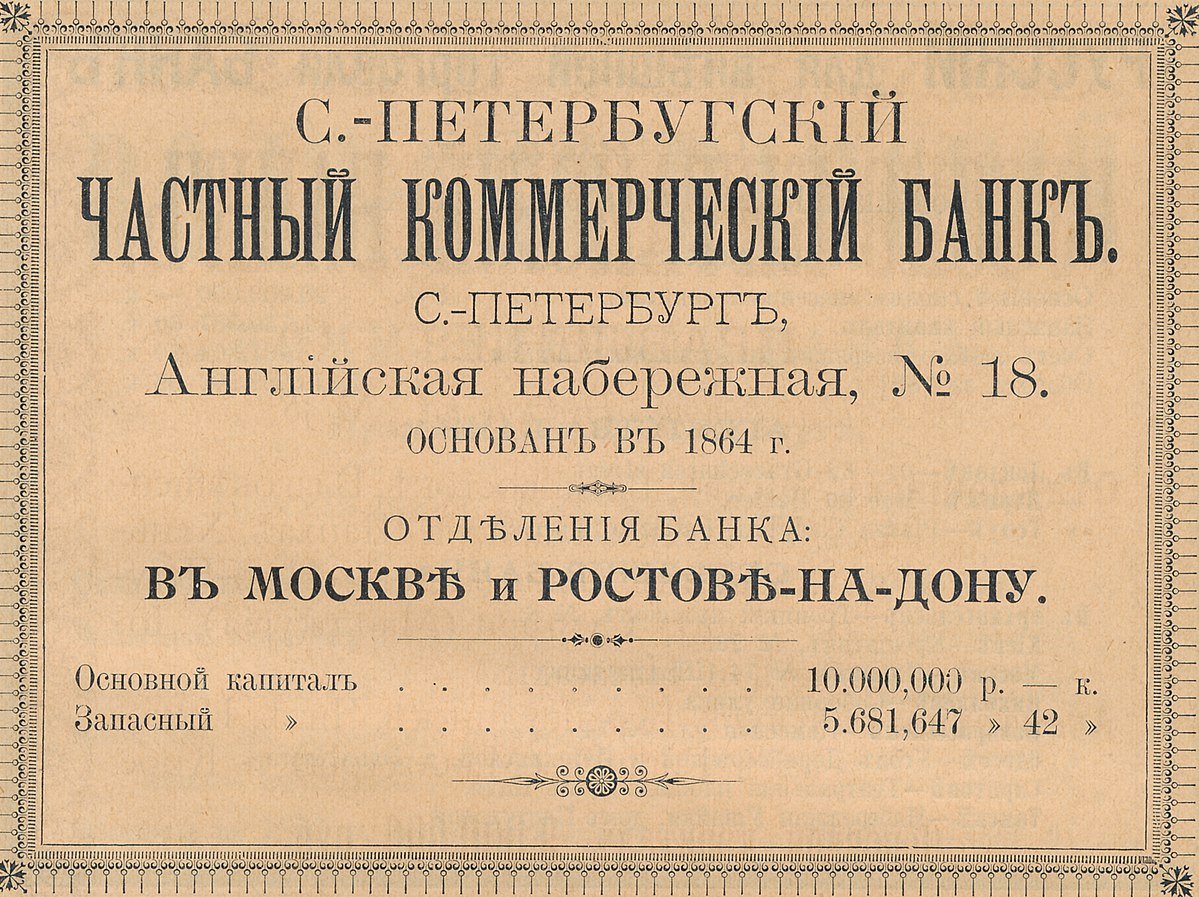 С.-ПЕТЕРБУГСКІЙ
ЧАСТНЫЙ КОММЕРЧЕСКІЙ БАНКЪ.
С.-ПЕТЕРБУРГЪ,
Англійская набережная, № 18.
ОСНОВАНЪ ВЪ 1864 г.
ОТДѢЛЕНІЯ БАНКА:
ВЪ МОСКВѢ и РОСТОВѢ-НА-ДОНУ.
Основной капиталъ . . . . . . . . . . 10.000,000 р. — к.
Запасный » . . . . . . . . . . 5.681,647 » 42 »